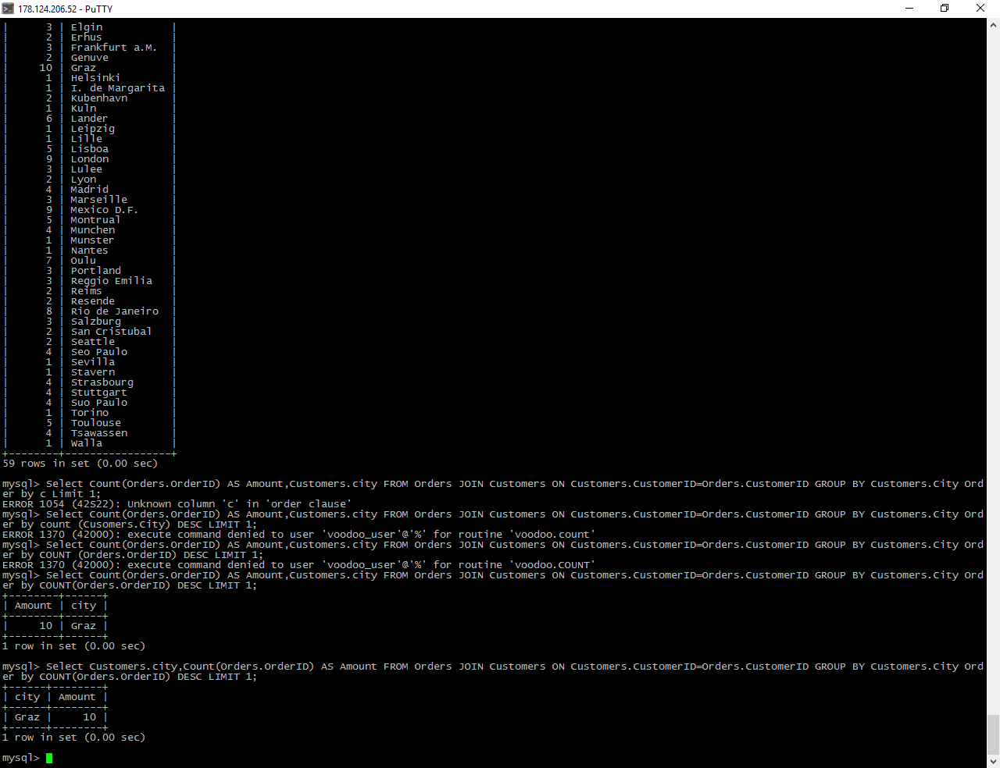 178.124.206.52 - PuTTY
|      3 | Elgin           |
|      2 | Erhus           |
|      3 | Frankfurt a.M.  |
|      2 | Genuve          |
|     10 | Graz            |
|      1 | Helsinki        |
|      1 | I. de Margarita |
|      2 | Kubenhavn       |
|      1 | Kuln            |
|      6 | Lander          |
|      1 | Leipzig         |
|      1 | Lille           |
|      5 | Lisboa          |
|      9 | London          |
|      3 | Lulee           |
|      2 | Lyon            |
|      4 | Madrid          |
|      3 | Marseille       |
|      9 | Mexico D.F.     |
|      5 | Montrual        |
|      4 | Munchen         |
|      1 | Munster         |
|      1 | Nantes          |
|      7 | Oulu            |
|      3 | Portland        |
|      3 | Reggio Emilia   |
|      2 | Reims           |
|      2 | Resende         |
|      8 | Rio de Janeiro  |
|      3 | Salzburg        |
|      2 | San Cristubal   |
|      2 | Seattle         |
|      4 | Seo Paulo       |
|      1 | Sevilla         |
|      1 | Stavern         |
|      4 | Strasbourg      |
|      4 | Stuttgart       |
|      4 | Suo Paulo       |
|      1 | Torino          |
|      5 | Toulouse        |
|      4 | Tsawassen       |
|      1 | Walla           |
+--------+-----------------+
59 rows in set (0.00 sec)
mysql> Select Count(Orders.OrderID) AS Amount,Customers.city FROM Orders JOIN Customers ON Customers.CustomerID=Orders.CustomerID GROUP BY Customers.City Ord
er by c Limit 1;
ERROR 1054 (42S22): Unknown column 'c' in 'order clause'
mysql> Select Count(Orders.OrderID) AS Amount,Customers.city FROM Orders JOIN Customers ON Customers.CustomerID=Orders.CustomerID GROUP BY Customers.City Ord
er by count (Cusomers.City) DESC LIMIT 1;
ERROR 1370 (42000): execute command denied to user 'voodoo_user'@'%' for routine 'voodoo.count'
mysql> Select Count(Orders.OrderID) AS Amount,Customers.city FROM Orders JOIN Customers ON Customers.CustomerID=Orders.CustomerID GROUP BY Customers.City Ord
er by COUNT (Orders.OrderID) DESC LIMIT 1;
ERROR 1370 (42000): execute command denied to user 'voodoo_user'@'%' for routine 'voodoo.COUNT'
mysql> Select Count(Orders.OrderID) AS Amount,Customers.city FROM Orders JOIN Customers ON Customers.CustomerID=Orders.CustomerID GROUP BY Customers.City Ord
er by COUNT(Orders.OrderID) DESC LIMIT 1;
+--------+------+
| Amount | city |
+--------+------+
|     10 | Graz |
+--------+------+
1 row in set (0.00 sec)
mysql> Select Customers.city,Count(Orders.OrderID) AS Amount FROM Orders JOIN Customers ON Customers.CustomerID=Orders.CustomerID GROUP BY Customers.City Ord
er by COUNT(Orders.OrderID) DESC LIMIT 1;
+------+--------+
| city | Amount |
+------+--------+
| Graz |     10 |
+------+--------+
1 row in set (0.00 sec)
mysql>